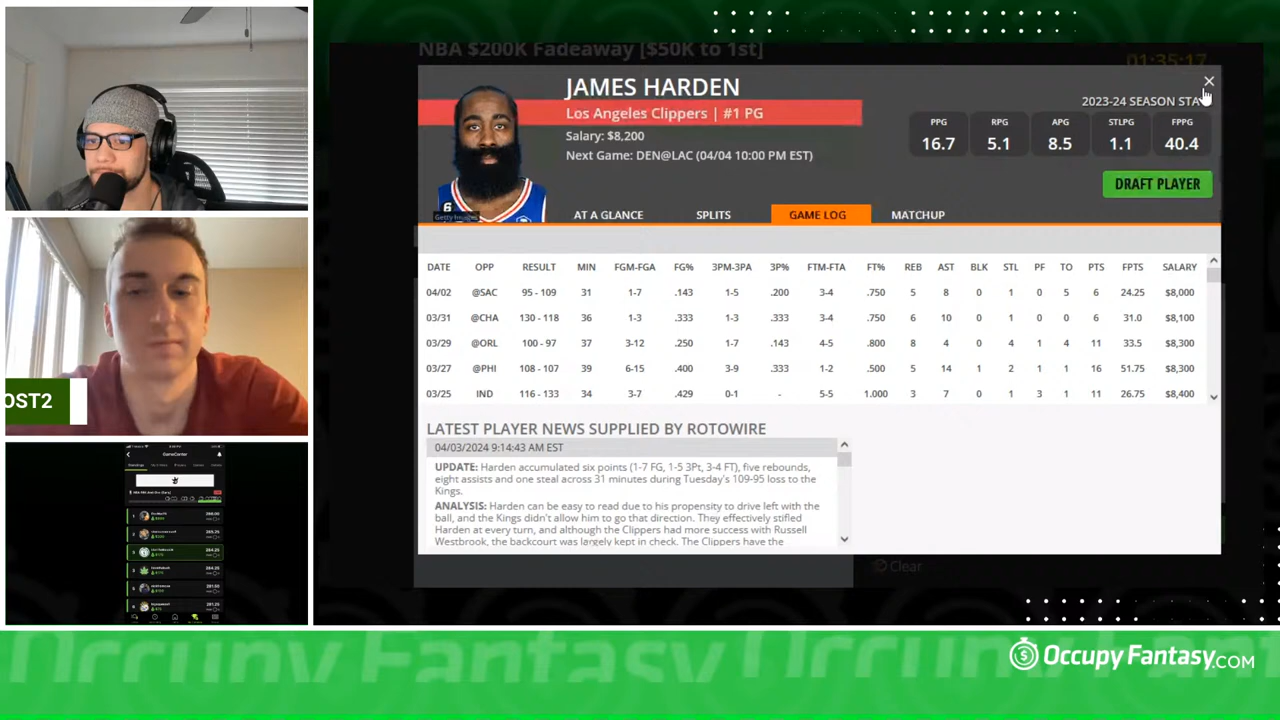 NBA $200K Fadeaway [$50K to 1st]
01:35:17
JAMES HARDEN
Los Angeles Clippers | #1 PG
Salary: $8,200
Next Game: DEN@LAC (04/04 10:00 PM EST)
2023-24 SEASON STA
PPG RPG APG STLPG FPPG
16.7 5.1 8.5 1.1 40.4
DRAFT PLAYER
6
Getty Images
AT A GLANCE SPLITS GAME LOG MATCHUP
DATE OPP RESULT MIN FGM-FGA FG% 3PM-3PA 3P% FTM-FTA FT% REB AST BLK STL PF TO PTS FPTS SALARY
04/02 @SAC 95 - 109 31 1-7 .143 1-5 .200 3-4 .750 5 8 0 1 0 5 6 24.25 $8,000
03/31 @CHA 130 - 118 36 1-3 .333 1-3 .333 3-4 .750 6 10 0 1 0 0 6 31.0 $8,100
03/29 @ORL 100 - 97 37 3-12 .250 1-7 .143 4-5 .800 8 4 0 4 1 4 11 33.5 $8,300
03/27 @PHI 108 - 107 39 6-15 .400 3-9 .333 1-2 .500 5 14 1 2 1 1 16 51.75 $8,300
03/25 IND 116 - 133 34 3-7 .429 0-1 - 5-5 1.000 3 7 0 1 3 1 11 26.75 $8,400
LATEST PLAYER NEWS SUPPLIED BY ROTOWIRE
04/03/2024 9:14:43 AM EST
UPDATE: Harden accumulated six points (1-7 FG, 1-5 3Pt, 3-4 FT), five rebounds,
eight assists and one steal across 31 minutes during Tuesday's 109-95 loss to the
Kings.
ANALYSIS: Harden can be easy to read due to his propensity to drive left with the
ball, and the Kings didn't allow him to go that direction. They effectively stifled
Harden at every turn, and although the Clippers had more success with Russell
Westbrook, the backcourt was largely kept in check. The Clippers have the
Clear
OST2
GameCenter
Occupy Fantasy.COM